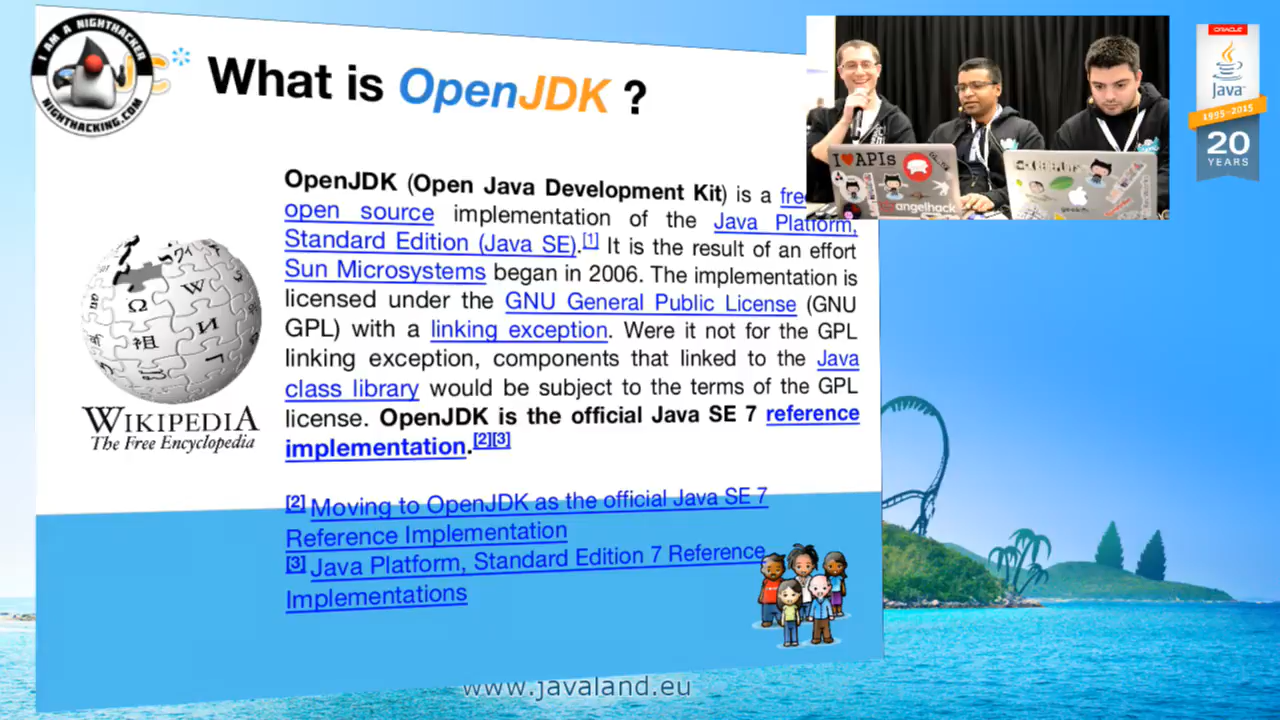 I AM A NIGHTHACKER
NIGHTHACKING.COM
What is OpenJDK ?
OpenJDK (Open Java Development Kit) is a
open source implementation of the Java Platform,
Standard Edition (Java SE).[1] It is the result of an effort
Sun Microsystems began in 2006. The implementation is
licensed under the GNU General Public License (GNU
GPL) with a linking exception. Were it not for the GPL
linking exception, components that linked to the Java
class library would be subject to the terms of the GPL
license. OpenJDK is the official Java SE 7 reference
implementation.[2][3]
[2] Moving to OpenJDK as the official Java SE 7
Reference Implementation
[3] Java Platform, Standard Edition 7 Reference
Implementations
WIKIPEDIA
The Free Encyclopedia
I ♥ APIs
angelhack
ORACLE
Java
1995-2015
20
YEARS
www.javaland.eu